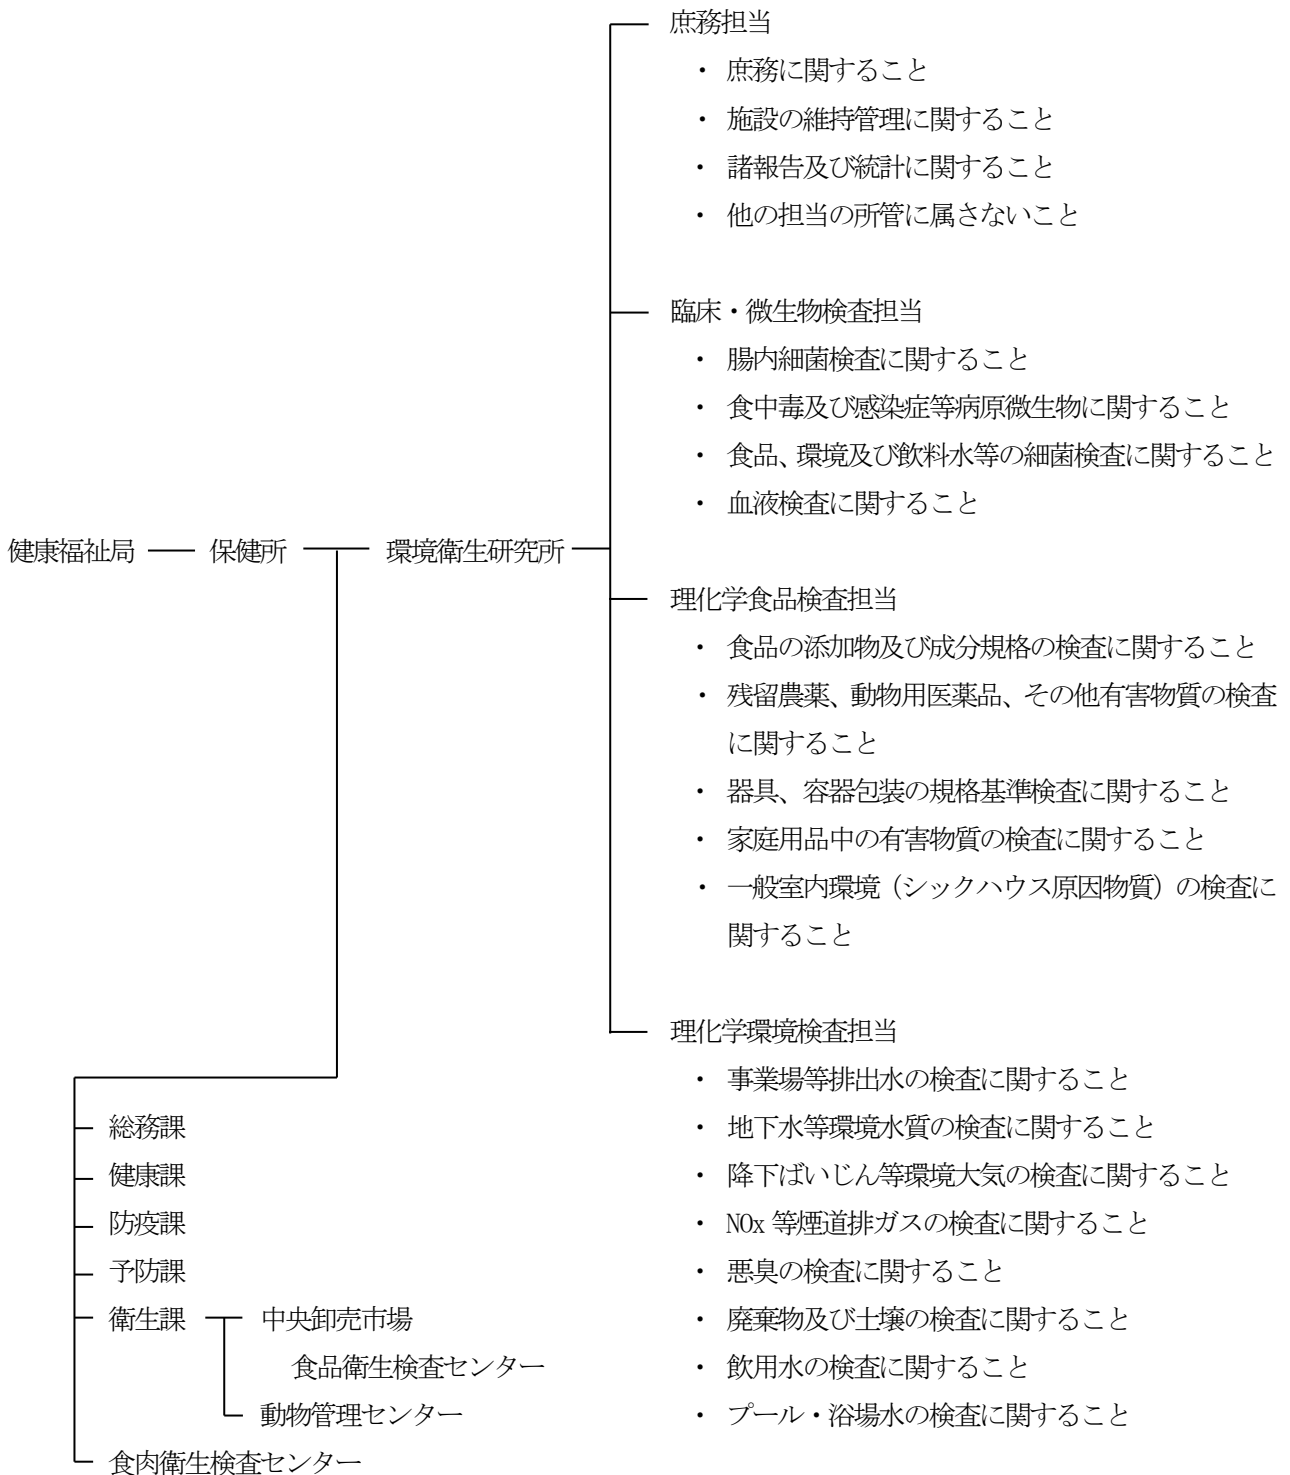 庶務担当
・ 庶務に関すること
・ 施設の維持管理に関すること
・ 諸報告及び統計に関すること
・ 他の担当の所管に属さないこと
臨床・微生物検査担当
・ 腸内細菌検査に関すること
・ 食中毒及び感染症等病原微生物に関すること
・ 食品、環境及び飲料水等の細菌検査に関すること
・ 血液検査に関すること
健康福祉局 保健所 環境衛生研究所
理化学食品検査担当
・ 食品の添加物及び成分規格の検査に関すること
・ 残留農薬、動物用医薬品、その他有害物質の検査
に関すること
・ 器具、容器包装の規格基準検査に関すること
・ 家庭用品中の有害物質の検査に関すること
・ 一般室内環境（シックハウス原因物質）の検査に
関すること
理化学環境検査担当
・ 事業場等排出水の検査に関すること
・ 地下水等環境水質の検査に関すること
・ 降下ばいじん等環境大気の検査に関すること
・ NOx 等煙道排ガスの検査に関すること
・ 悪臭の検査に関すること
・ 廃棄物及び土壌の検査に関すること
・ 飲用水の検査に関すること
・ プール・浴場水の検査に関すること
総務課
健康課
防疫課
予防課
衛生課 中央卸売市場
食品衛生検査センター
動物管理センター
食肉衛生検査センター